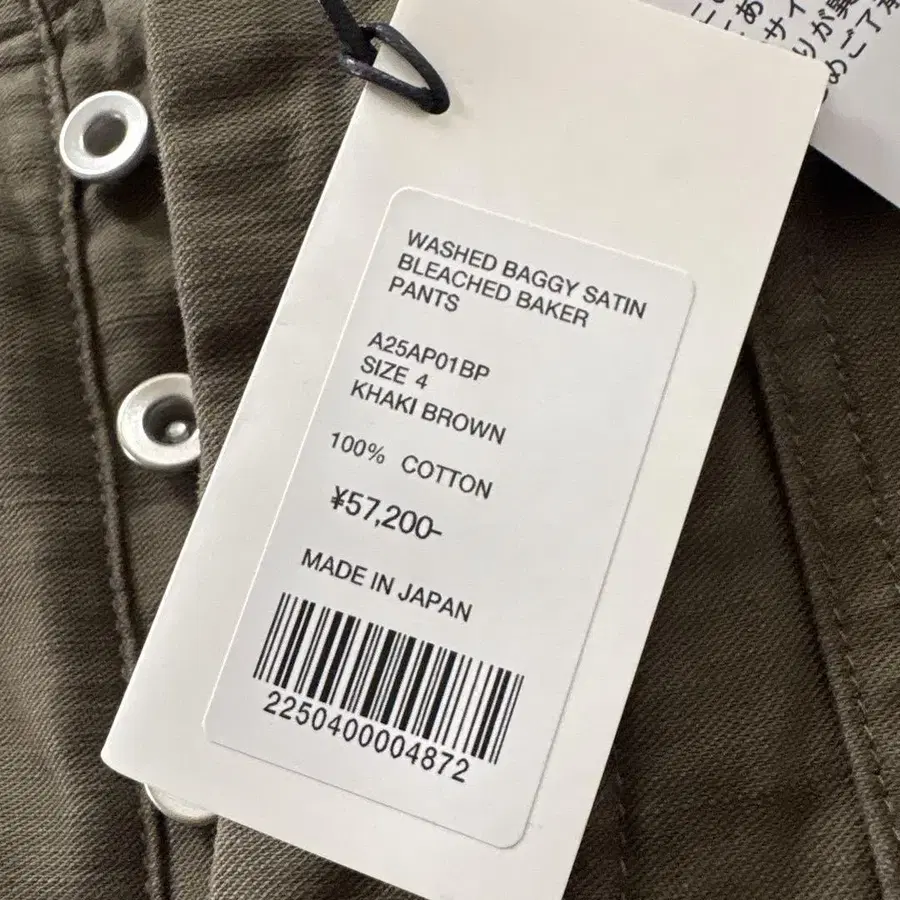 WASHED BAGGY SATIN
BLEACHED BAKER
PANTS
A25AP01BP
SIZE 4
KHAKI BROWN
100% COTTON
¥57,200-
MADE IN JAPAN
2250400004872